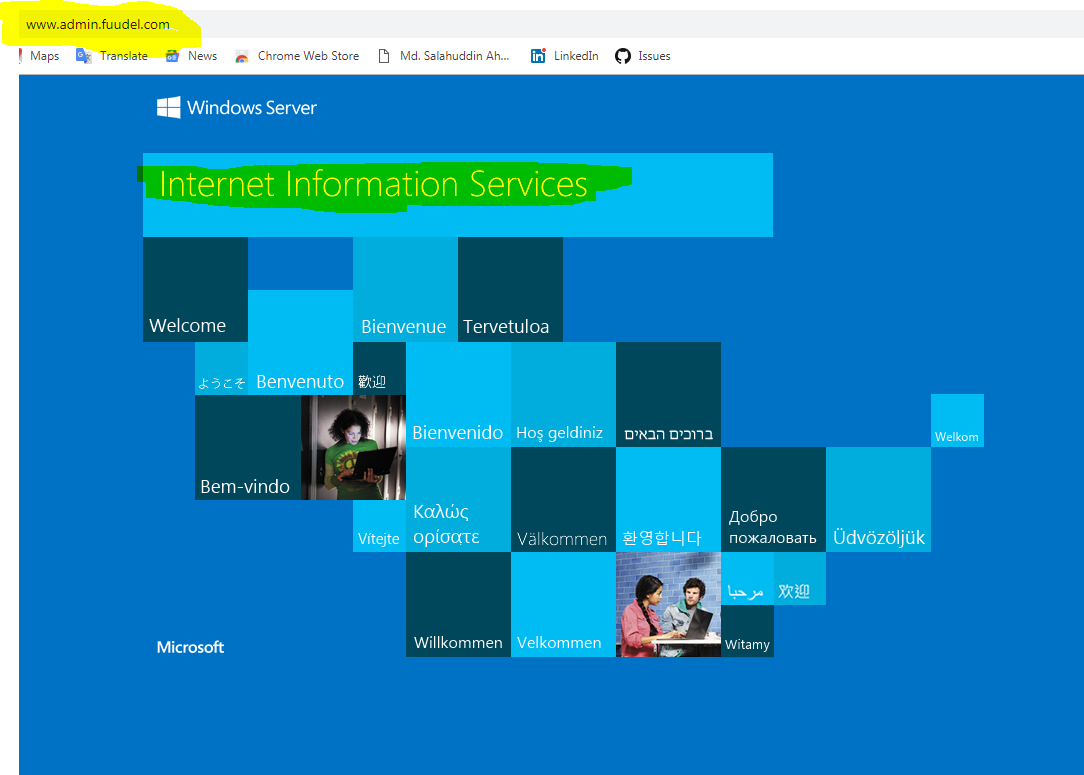 www.admin.fuudel.com
Maps Translate News Chrome Web Store Md. Salahuddin Ah... LinkedIn Issues
Windows Server
Internet Information Services
Welcome
Bienvenue
Tervetuloa
ようこそ
Benvenuto
歡迎
Bienvenido
Hoş geldiniz
ברוכים הבאים
Welkom
Bem-vindo
Vítejte
Καλώς
ορίσατε
Välkommen
환영합니다
Добро
пожаловать
Üdvözöljük
مرحبا
欢迎
Willkommen
Velkommen
Witamy
Microsoft